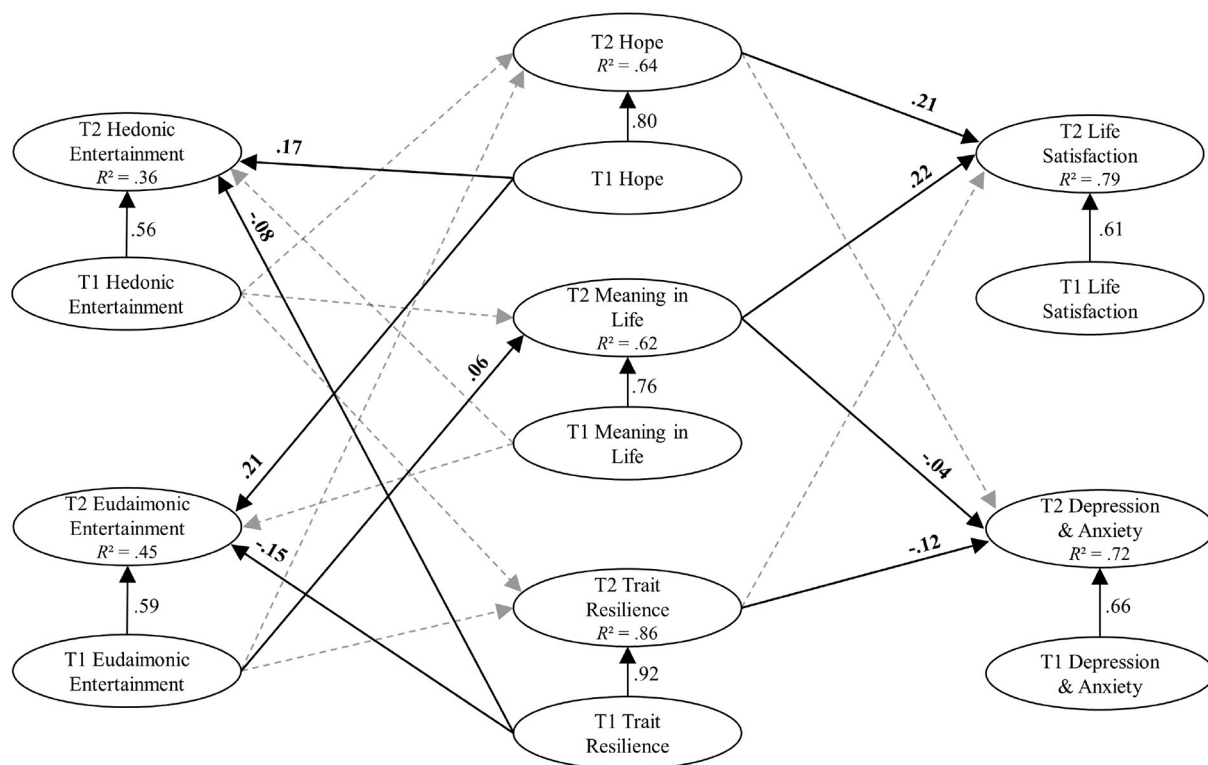 T2 Hope
R² = .64
.80
T1 Hope
T2 Hedonic
Entertainment
R² = .36
.56
T1 Hedonic
Entertainment
.17
-.08
.21
T2 Life
Satisfaction
R² = .79
.61
T1 Life
Satisfaction
.21
.22
T2 Meaning in
Life
R² = .62
.76
T1 Meaning in
Life
.06
-.04
T2 Eudaimonic
Entertainment
R² = .45
.59
T1 Eudaimonic
Entertainment
-.15
T2 Trait
Resilience
R² = .86
.92
T1 Trait
Resilience
-.12
T2 Depression
& Anxiety
R² = .72
.66
T1 Depression
& Anxiety